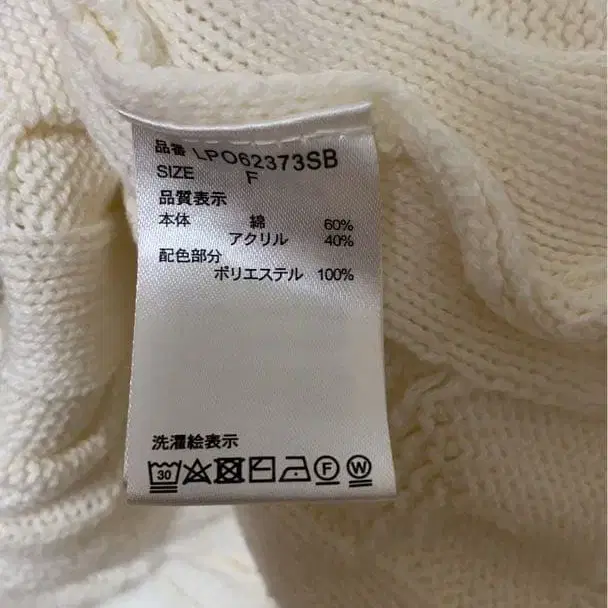 品番 LPO62373SB
SIZE F
品質表示
本体 綿 60%
アクリル 40%
配色部分
ポリエステル 100%
洗濯絵表示
30 F W